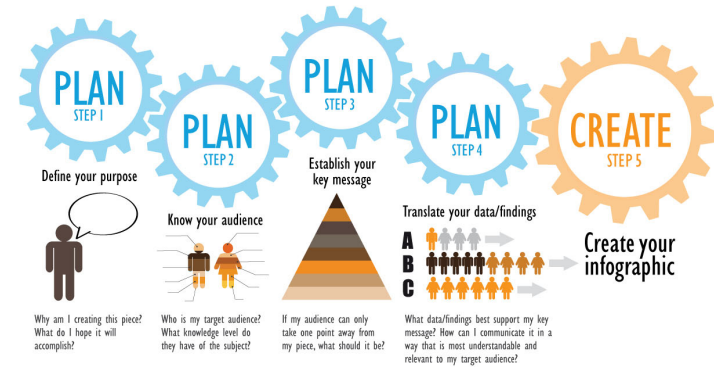 PLAN
STEP 1
Define your purpose
Why am I creating this piece?
What do I hope it will
accomplish?
PLAN
STEP 2
Know your audience
Who is my target audience?
What knowledge level do
they have of the subject?
PLAN
STEP 3
Establish your
key message
If my audience can only
take one point away from
my piece, what should it be?
PLAN
STEP 4
Translate your data/findings
A
B
C
What data/findings best support my key
message? How can I communicate it in a
way that is most understandable and
relevant to my target audience?
CREATE
STEP 5
Create your
infographic